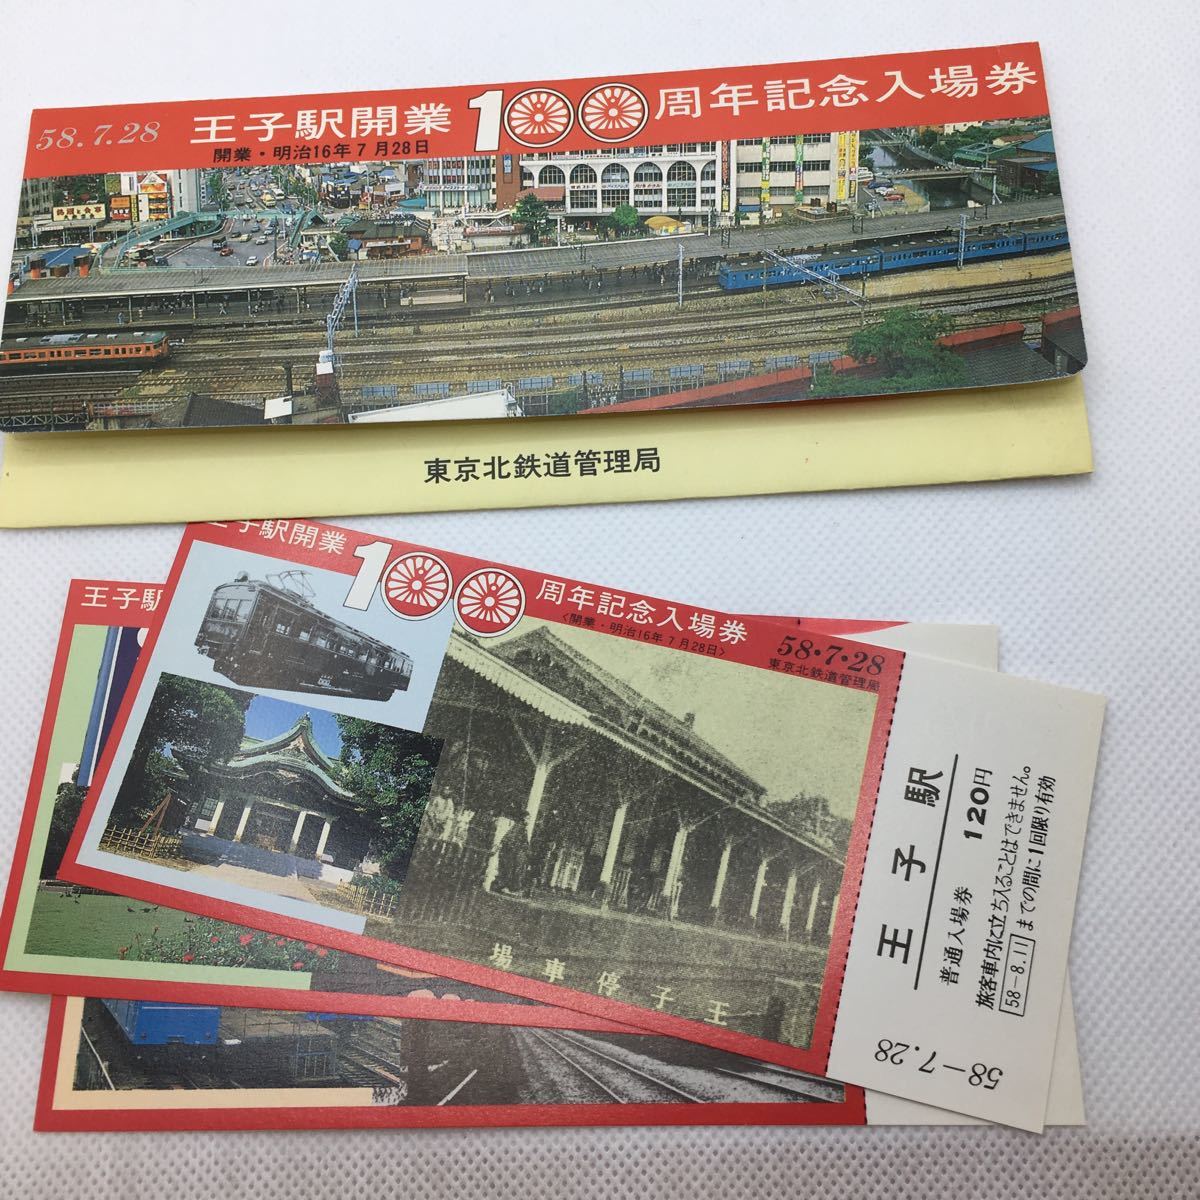 58.7.28 王子駅開業100周年記念入場券
開業・明治16年7月28日
東京北鉄道管理局
王子駅開業100周年記念入場券
〈開業・明治16年7月28日〉
58・7・28
東京北鉄道管理局
場車停子王
王子駅
普通入場券 120円
旅客車内に立ち入ることはできません。
58-8.11までの間に1回限り有効
58-7.28
王子駅